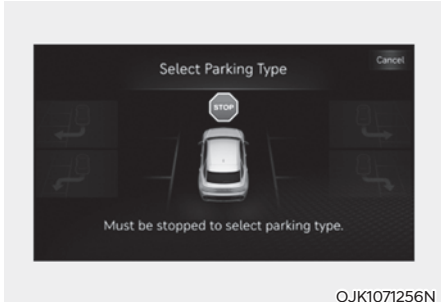 Select Parking Type
Cancel
STOP
Must be stopped to select parking type.
OJK1071256N